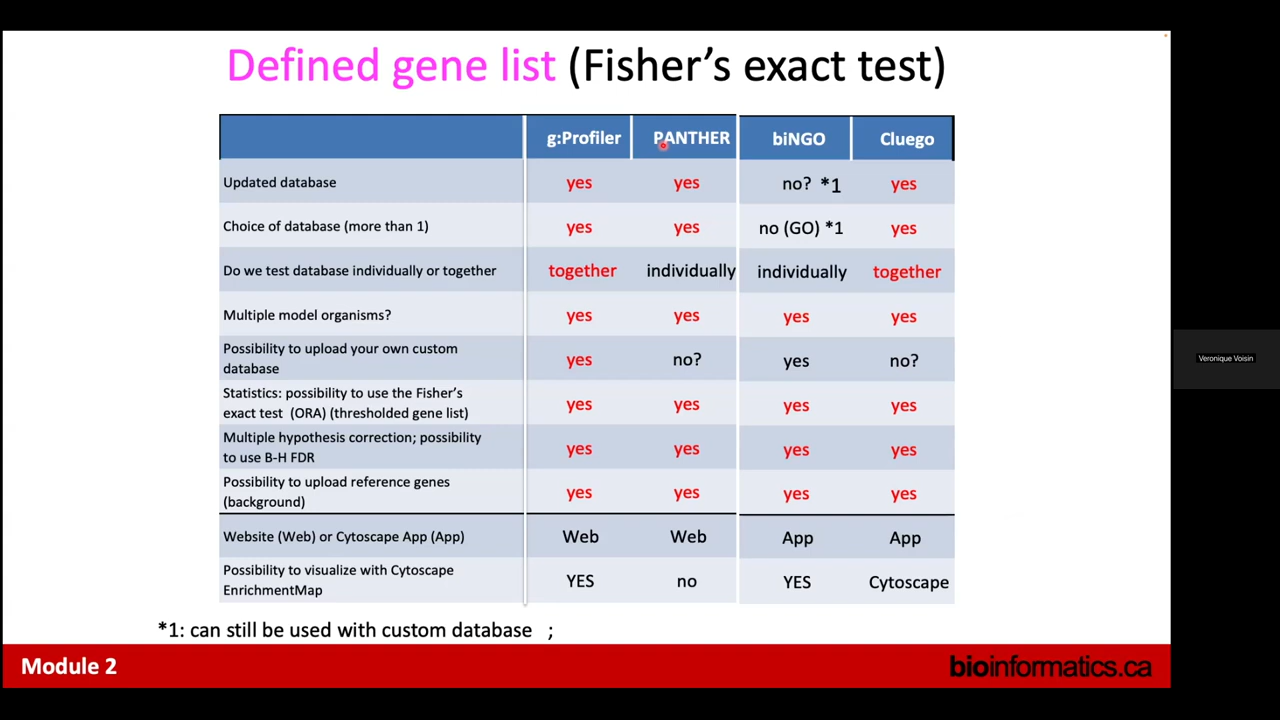 Defined gene list (Fisher's exact test)
g:Profiler PANTHER biNGO Cluego
Updated database yes yes no? *1 yes
Choice of database (more than 1) yes yes no (GO) *1 yes
Do we test database individually or together together individually individually together
Multiple model organisms? yes yes yes yes
Possibility to upload your own custom
database yes no? yes no?
Statistics: possibility to use the Fisher's
exact test (ORA) (thresholded gene list) yes yes yes yes
Multiple hypothesis correction; possibility
to use B-H FDR yes yes yes yes
Possibility to upload reference genes
(background) yes yes yes yes
Website (Web) or Cytoscape App (App) Web Web App App
Possibility to visualize with Cytoscape
EnrichmentMap YES no YES Cytoscape
*1: can still be used with custom database ;
Module 2
bioinformatics.ca
Veronique Voisin